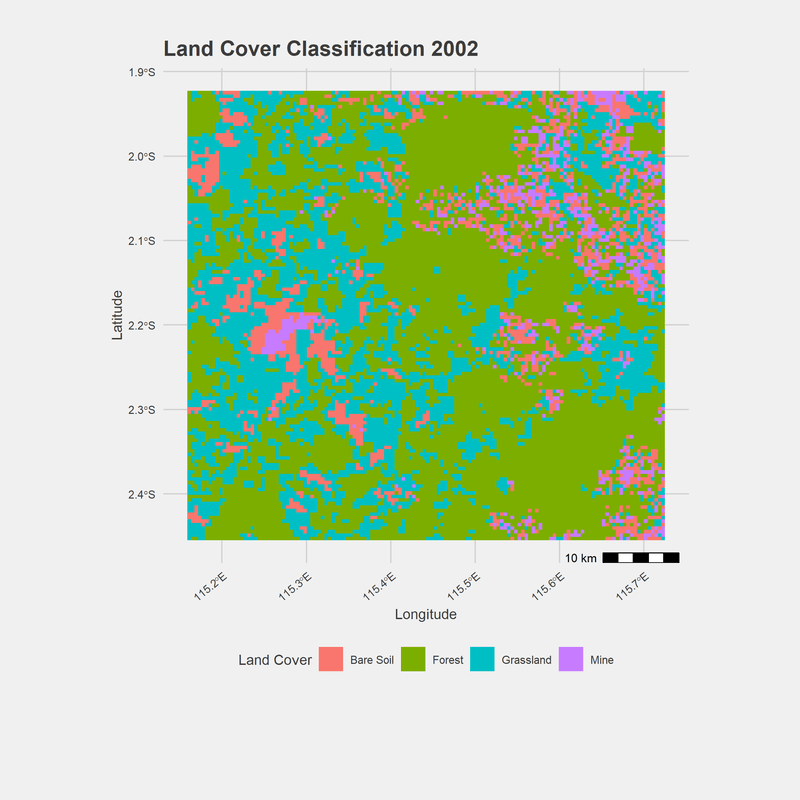 Land Cover Classification 2002
1.9°S
2.0°S
2.1°S
2.2°S
2.3°S
2.4°S
Latitude
10 km
115.2°E
115.3°E
115.4°E
115.5°E
115.6°E
115.7°E
Longitude
Land Cover
Bare Soil
Forest
Grassland
Mine